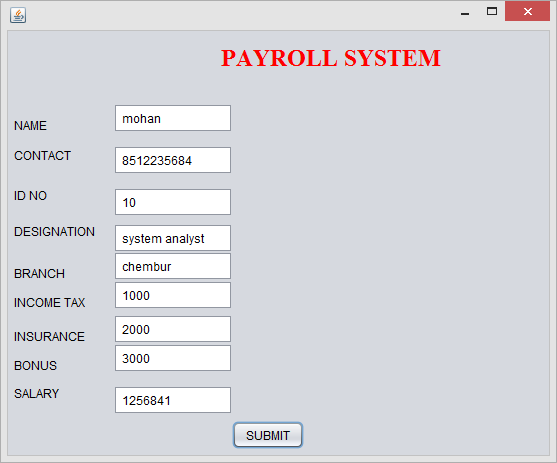 PAYROLL SYSTEM
NAME mohan
CONTACT 8512235684
ID NO 10
DESIGNATION system analyst
BRANCH chembur
INCOME TAX 1000
INSURANCE 2000
BONUS 3000
SALARY 1256841
SUBMIT